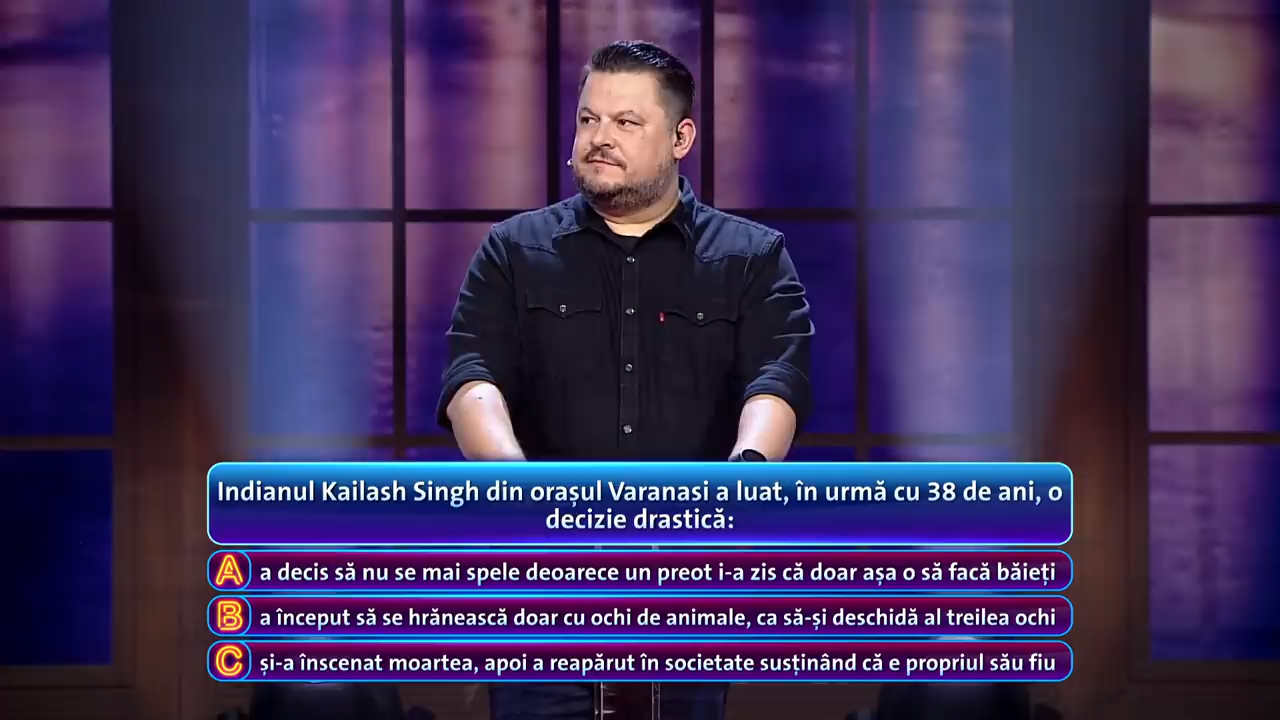 Indianul Kailash Singh din orașul Varanasi a luat, în urmă cu 38 de ani, o
decizie drastică:
A a decis să nu se mai spele deoarece un preot i-a zis că doar așa o să facă băieți
B a început să se hrănească doar cu ochi de animale, ca să-și deschidă al treilea ochi
C și-a înscenat moartea, apoi a reapărut în societate susținând că e propriul său fiu